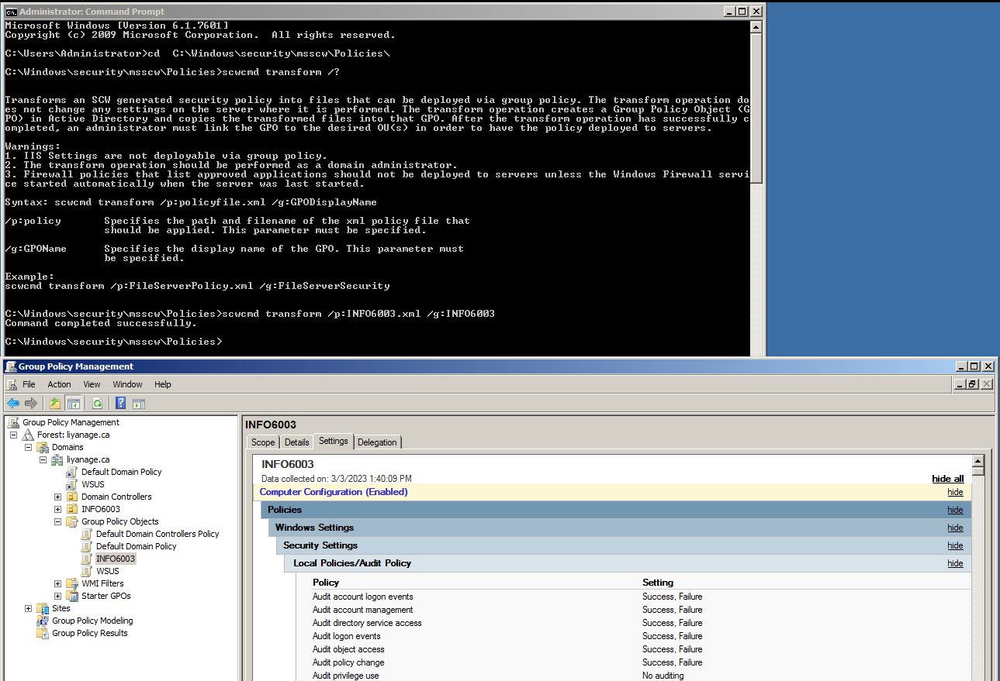 Administrator: Command Prompt
Microsoft Windows [Version 6.1.7601]
Copyright (c) 2009 Microsoft Corporation.  All rights reserved.
C:\Users\Administrator>cd  C:\Windows\security\msscw\Policies\
C:\Windows\security\msscw\Policies>scwcmd transform /?
Transforms an SCW generated security policy into files that can be deployed via group policy. The transform operation do
es not change any settings on the server where it is performed. The transform operation creates a Group Policy Object (G
PO) in Active Directory and copies the transformed files into that GPO. After the transform operation has successfully c
ompleted, an administrator must link the GPO to the desired OU(s) in order to have the policy deployed to servers.
Warnings:
1. IIS Settings are not deployable via group policy.
2. The transform operation should be performed as a domain administrator.
3. Firewall policies that list approved applications should not be deployed to servers unless the Windows Firewall servi
ce started automatically when the server was last started.
Syntax: scwcmd transform /p:policyfile.xml /g:GPODisplayName
/p:policy       Specifies the path and filename of the xml policy file that
should be applied. This parameter must be specified.
/g:GPOName      Specifies the display name of the GPO. This parameter must
be specified.
Example:
scwcmd transform /p:FileServerPolicy.xml /g:FileServerSecurity
C:\Windows\security\msscw\Policies>scwcmd transform /p:INFO6003.xml /g:INFO6003
Command completed successfully.
C:\Windows\security\msscw\Policies>
Group Policy Management
File Action View Window Help
Group Policy Management
Forest: liyanage.ca
Domains
liyanage.ca
Default Domain Policy
WSUS
Domain Controllers
INFO6003
Group Policy Objects
Default Domain Controllers Policy
Default Domain Policy
INFO6003
WSUS
WMI Filters
Starter GPOs
Sites
Group Policy Modeling
Group Policy Results
INFO6003
Scope Details Settings Delegation
INFO6003
Data collected on: 3/3/2023 1:40:09 PM hide all
Computer Configuration (Enabled) hide
Policies hide
Windows Settings hide
Security Settings hide
Local Policies/Audit Policy hide
Policy Setting
Audit account logon events Success, Failure
Audit account management Success, Failure
Audit directory service access Success, Failure
Audit logon events Success, Failure
Audit object access Success, Failure
Audit policy change Success, Failure
Audit privilege use No auditing